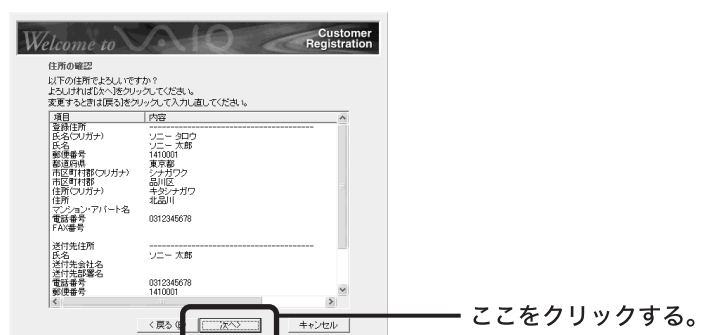 Welcome to VAIO
Customer
Registration
住所の確認
以下の住所でよろしいですか？
よろしければ[次へ]をクリックしてください。
変更するときは[戻る]をクリックして入力し直してください。
項目 内容
登録住所 --------------------------------------------------
氏名(フリガナ) ソニー タロウ
氏名 ソニー 太郎
郵便番号 1410001
都道府県 東京都
市区町村郡(フリガナ) シナガワク
市区町村郡 品川区
住所(フリガナ) キタシナガワ
住所 北品川
マンション・アパート名
電話番号 0312345678
FAX番号
送付先住所 --------------------------------------------------
氏名 ソニー 太郎
送付先会社名
送付先部署名
電話番号 0312345678
郵便番号 1410001
< 戻る 次へ> キャンセル
ここをクリックする。